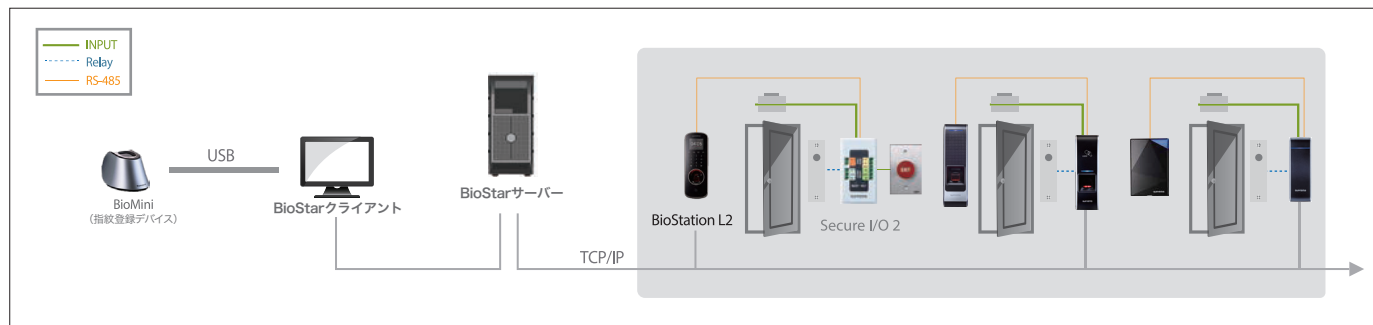 INPUT
Relay
RS-485
USB
BioMini
（指紋登録デバイス）
BioStarクライアント
BioStarサーバー
TCP/IP
BioStation L2
Secure I/O 2
EXIT